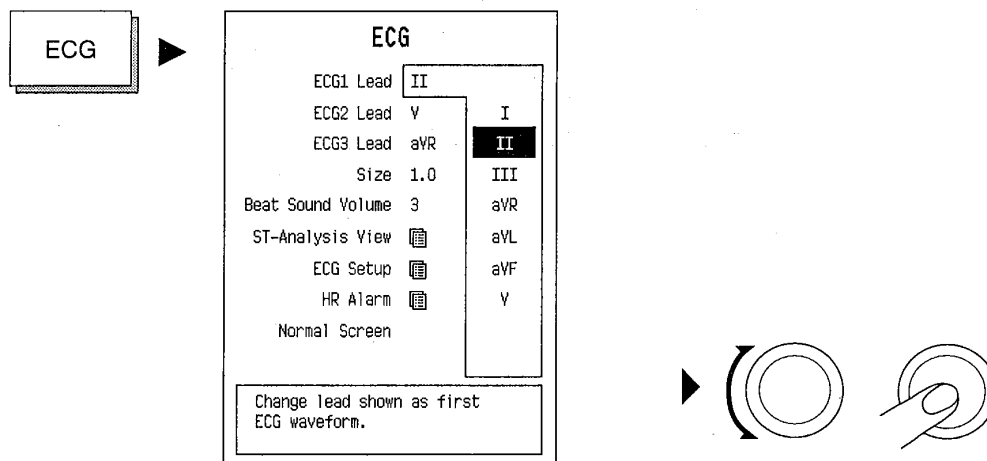 ECG
ECG
ECG1 Lead II
ECG2 Lead V I
ECG3 Lead aVR II
Size 1.0 III
Beat Sound Volume 3 aVR
ST-Analysis View aVL
ECG Setup aVF
HR Alarm V
Normal Screen
Change lead shown as first
ECG waveform.